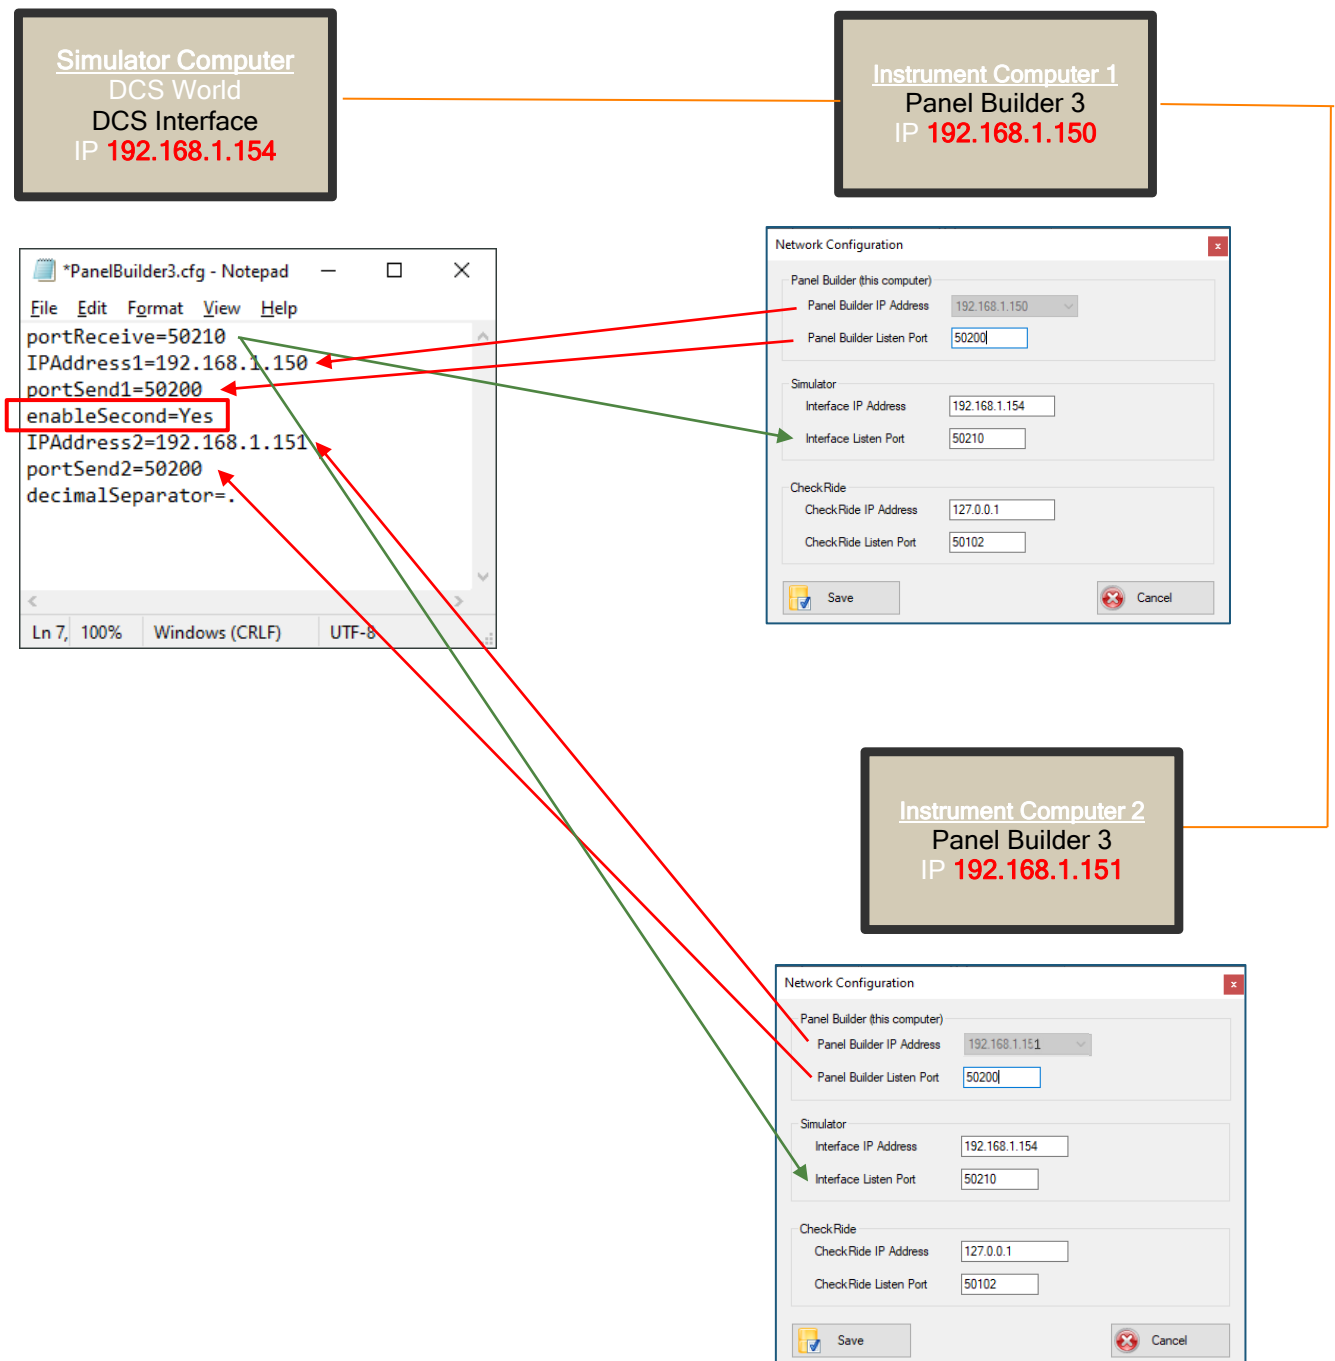 Simulator Computer
DCS World
DCS Interface
IP 192.168.1.154
Instrument Computer 1
Panel Builder 3
IP 192.168.1.150
*PanelBuilder3.cfg - Notepad
File Edit Format View Help
portReceive=50210
IPAddress1=192.168.1.150
portSend1=50200
enableSecond=Yes
IPAddress2=192.168.1.151
portSend2=50200
decimalSeparator=.
Ln 7, 100% Windows (CRLF) UTF-8
Network Configuration
Panel Builder (this computer)
Panel Builder IP Address 192.168.1.150
Panel Builder Listen Port 50200
Simulator
Interface IP Address 192.168.1.154
Interface Listen Port 50210
CheckRide
CheckRide IP Address 127.0.0.1
CheckRide Listen Port 50102
Save Cancel
Instrument Computer 2
Panel Builder 3
IP 192.168.1.151
Network Configuration
Panel Builder (this computer)
Panel Builder IP Address 192.168.1.151
Panel Builder Listen Port 50200
Simulator
Interface IP Address 192.168.1.154
Interface Listen Port 50210
CheckRide
CheckRide IP Address 127.0.0.1
CheckRide Listen Port 50102
Save Cancel